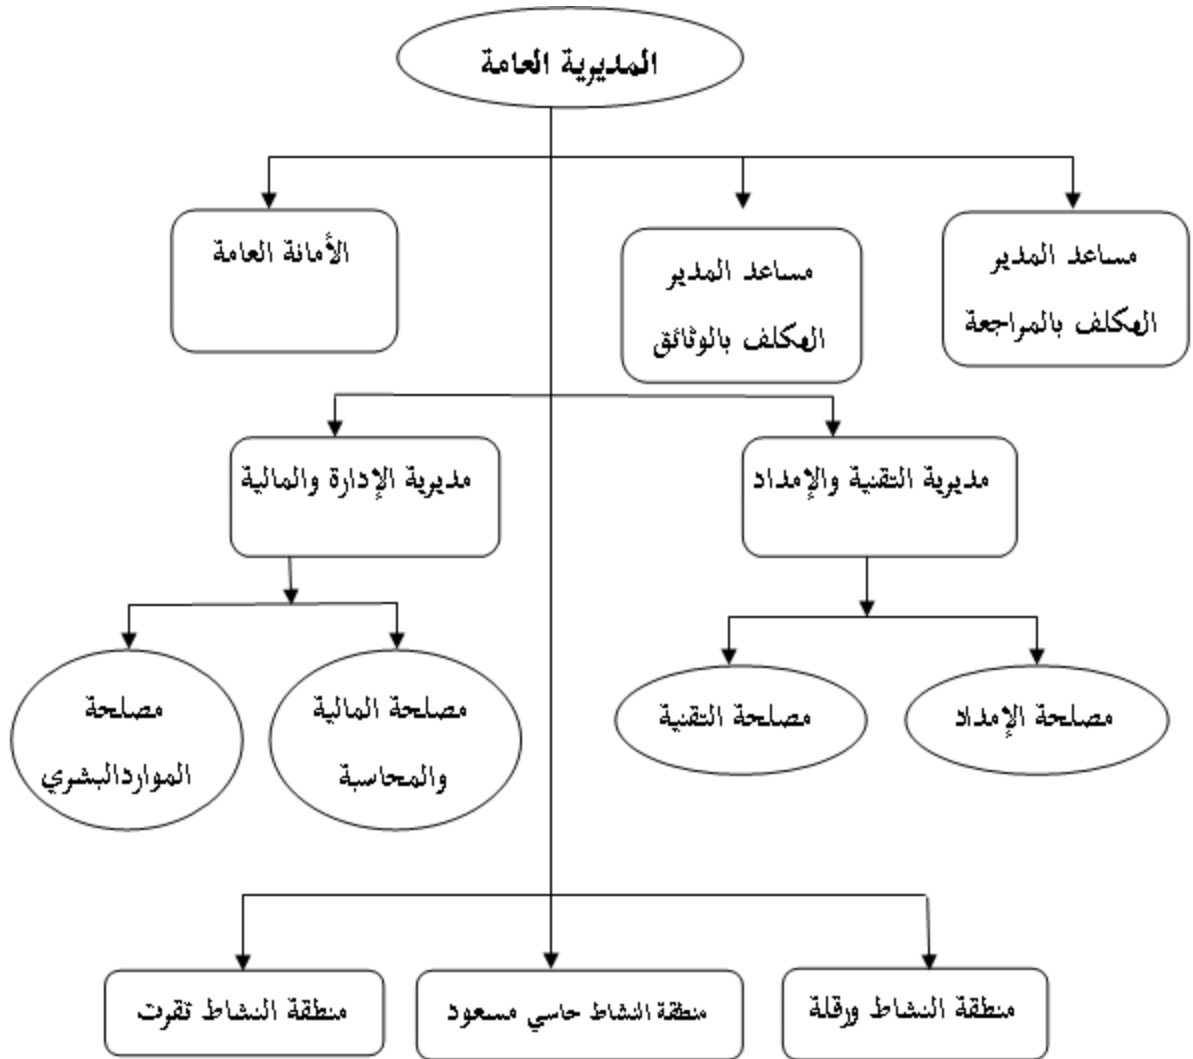 المديرية العامة
مساعد المدير
المكلف بالمراجعة
مساعد المدير
المكلف بالوثائق
الأمانة العامة
مديرية التقنية والإمداد
مديرية الإدارة والمالية
مصلحة الإمداد
مصلحة التقنية
مصلحة المالية
والمحاسبة
مصلحة
المواردالبشري
منطقة النشاط ورقلة
منطقة النشاط حاسي مسعود
منطقة النشاط تقرت